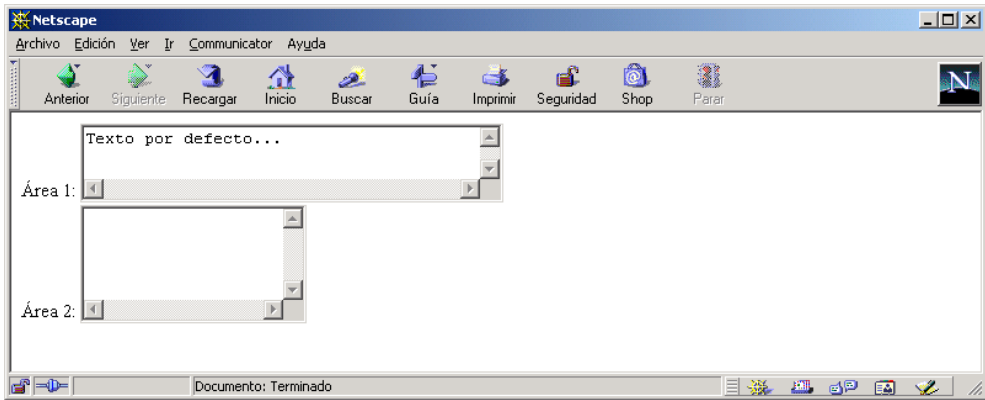 Netscape
Archivo Edición Ver Ir Communicator Ayuda
Anterior Siguiente Recargar Inicio Buscar Guía Imprimir Seguridad Shop Parar
N
Texto por defecto...
Área 1:
Área 2:
Documento: Terminado